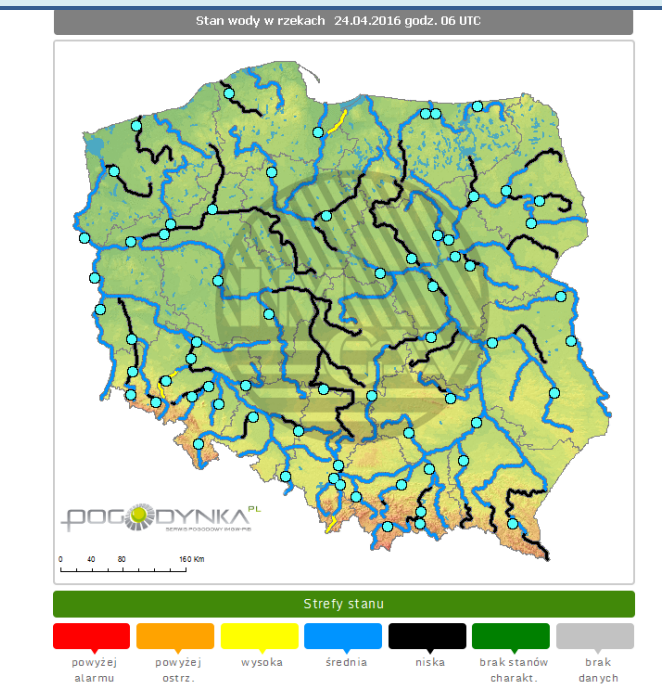 Stan wody w rzekach 24.04.2016 godz. 06 UTC
POGODYNKA.PL
SERWIS POGODOWY IMGW-PIB
0 40 80 160 Km
Strefy stanu
powyżej alarmu
powyżej ostrz.
wysoka
średnia
niska
brak stanów charakt.
brak danych